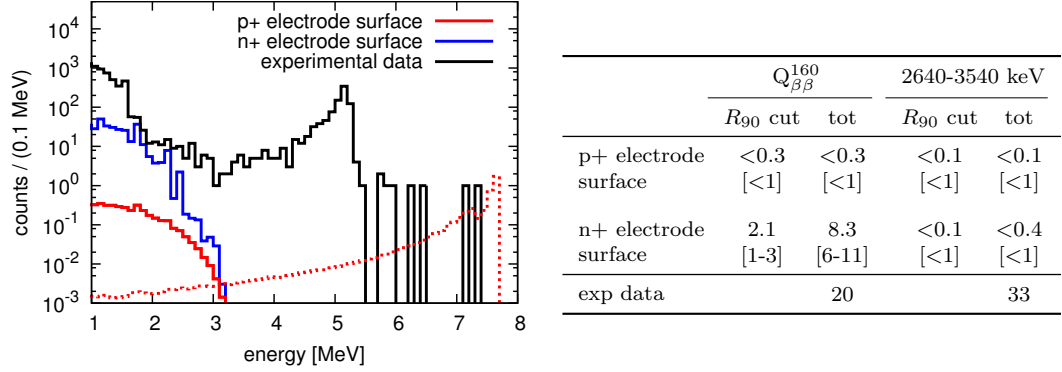 p+ electrode surface
n+ electrode surface
experimental data
counts / (0.1 MeV)
10^5
10^4
10^3
10^2
10^1
10^0
10^-1
10^-2
10^-3
1 2 3 4 5 6 7 8
energy [MeV]
Q^160_ββ 2640-3540 keV
R_90 cut tot R_90 cut tot
p+ electrode <0.3 <0.3 <0.1 <0.1
surface [<1] [<1] [<1] [<1]
n+ electrode 2.1 8.3 <0.1 <0.4
surface [1-3] [6-11] [<1] [<1]
exp data 20 33